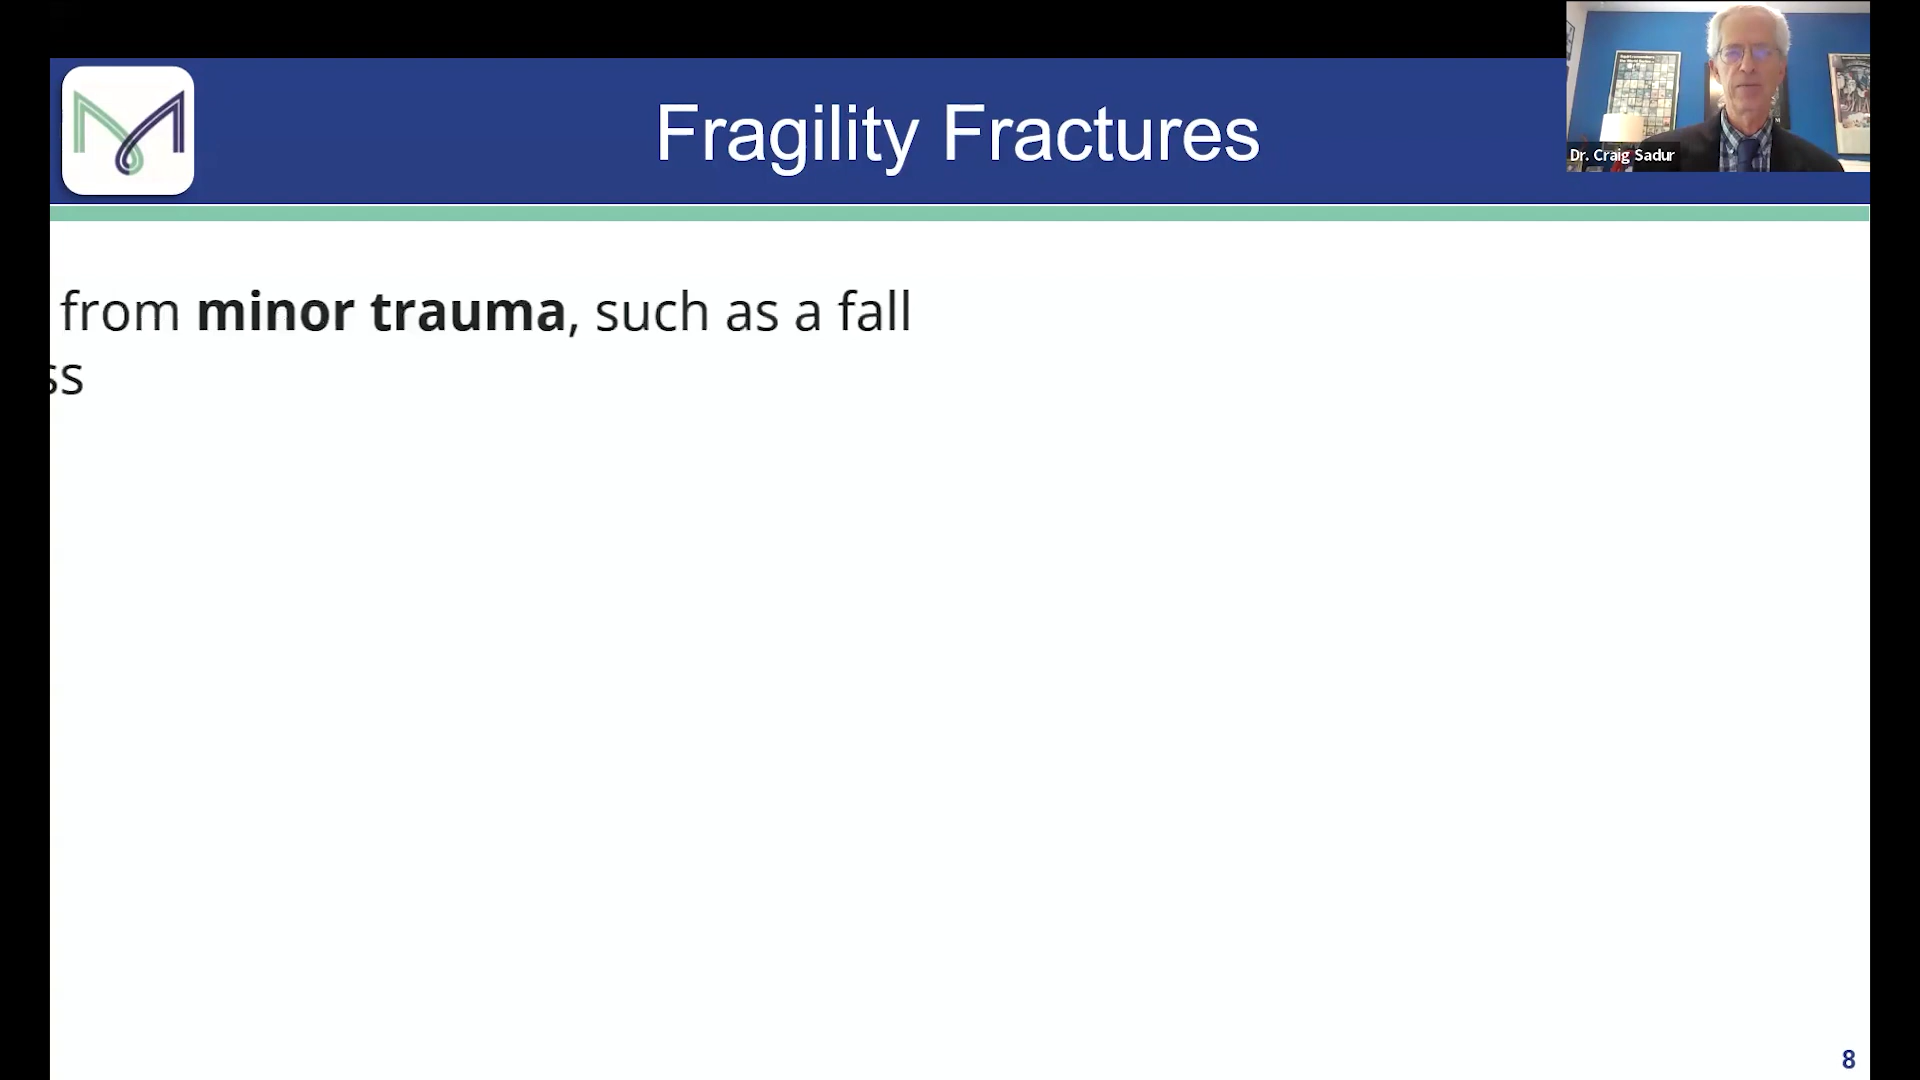 Fragility Fractures
Dr. Craig Sadur
from minor trauma, such as a fall
ss
8